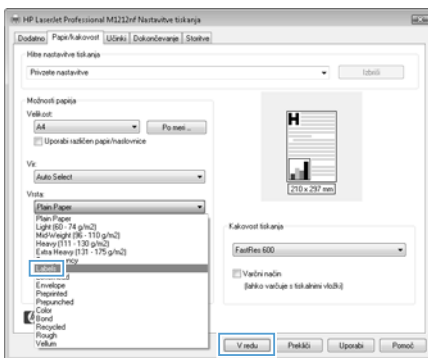 HP LaserJet Professional M1212nf Nastavitve tiskanja
Dodatno Papir/kakovost Učinki Dokončevanje Storitve
Hitre nastavitve tiskanja
Privzete nastavitve
Izbriši
Možnosti papirja
Velikost:
A4
Po meri ...
Uporabi različen papir/naslovnice
Vir:
Auto Select
Vrsta:
Plain Paper
Plain Paper
Light (60 - 74 g/m2)
Mid-Weight (96 - 110 g/m2)
Heavy (111 - 130 g/m2)
Extra Heavy (131 - 175 g/m2)
Labels
Envelope
Preprinted
Prepunched
Color
Bond
Recycled
Rough
Vellum
210 x 297 mm
Kakovost tiskanja
FastRes 600
Varčni način
(lahko varčuje s tiskalnimi vložki)
V redu
Prekliči
Uporabi
Pomoč